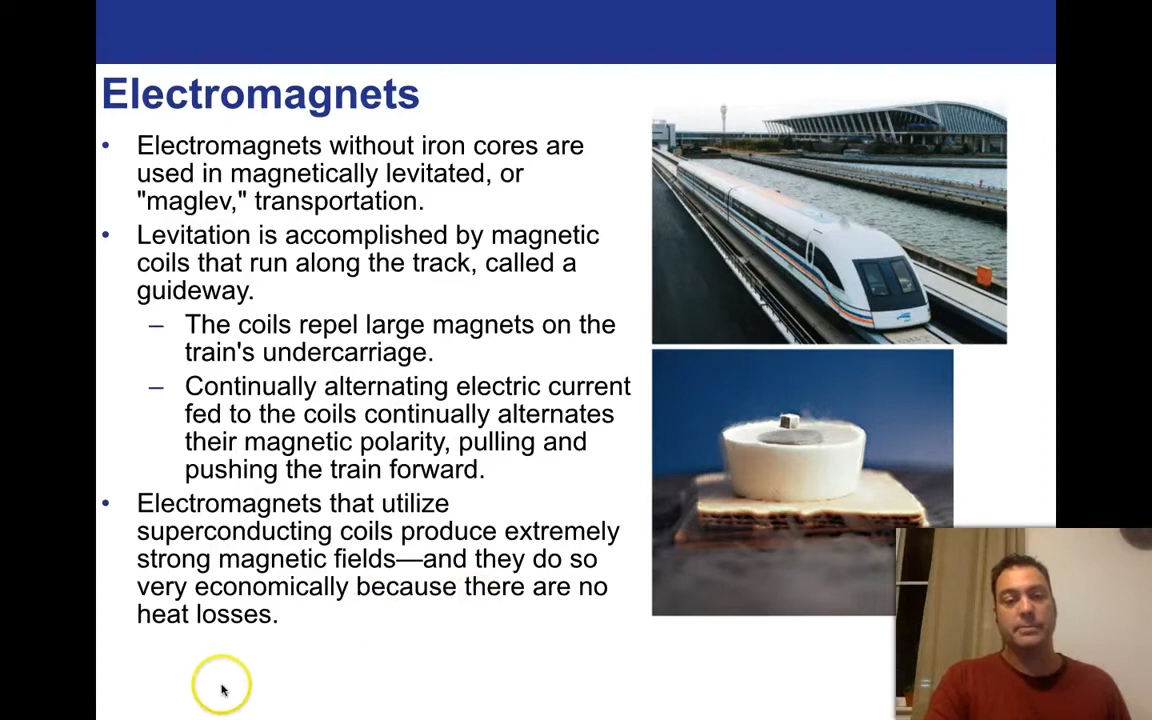 Electromagnets
• Electromagnets without iron cores are
used in magnetically levitated, or
"maglev," transportation.
• Levitation is accomplished by magnetic
coils that run along the track, called a
guideway.
– The coils repel large magnets on the
train's undercarriage.
– Continually alternating electric current
fed to the coils continually alternates
their magnetic polarity, pulling and
pushing the train forward.
• Electromagnets that utilize
superconducting coils produce extremely
strong magnetic fields—and they do so
very economically because there are no
heat losses.